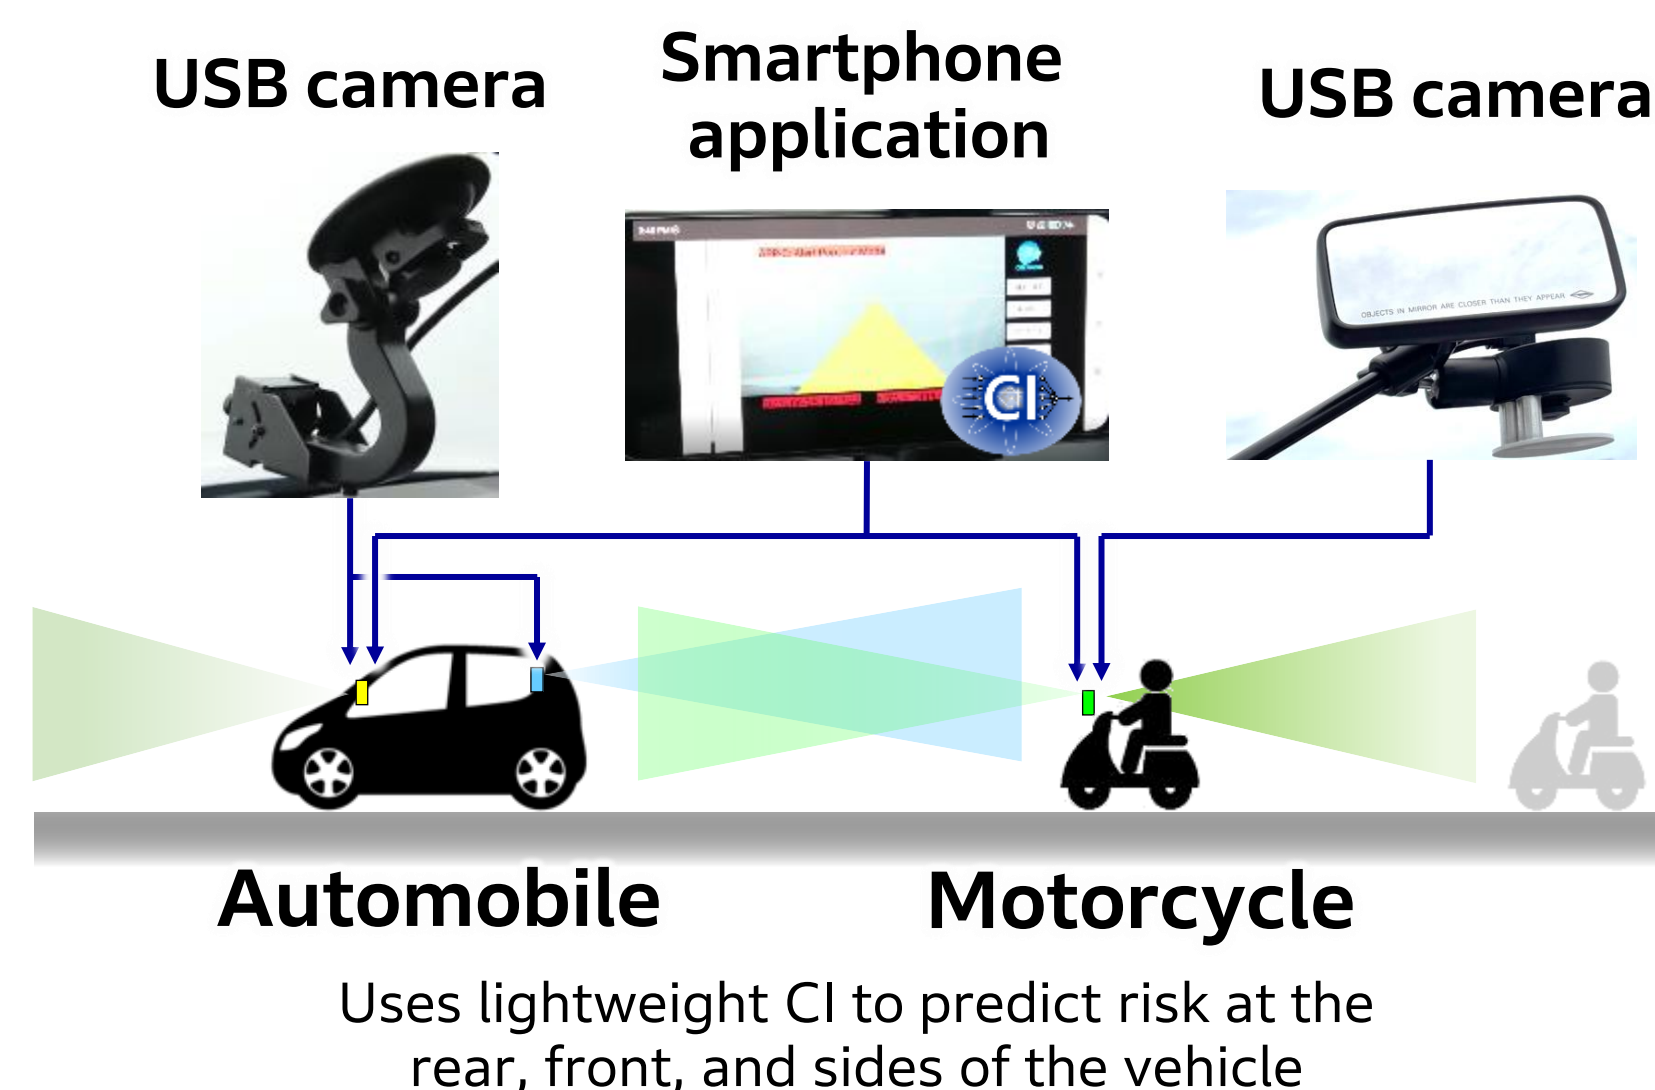 USB camera
Smartphone
application
USB camera
CI
OBJECTS IN MIRROR ARE CLOSER THAN THEY APPEAR
Automobile
Motorcycle
Uses lightweight CI to predict risk at the
rear, front, and sides of the vehicle